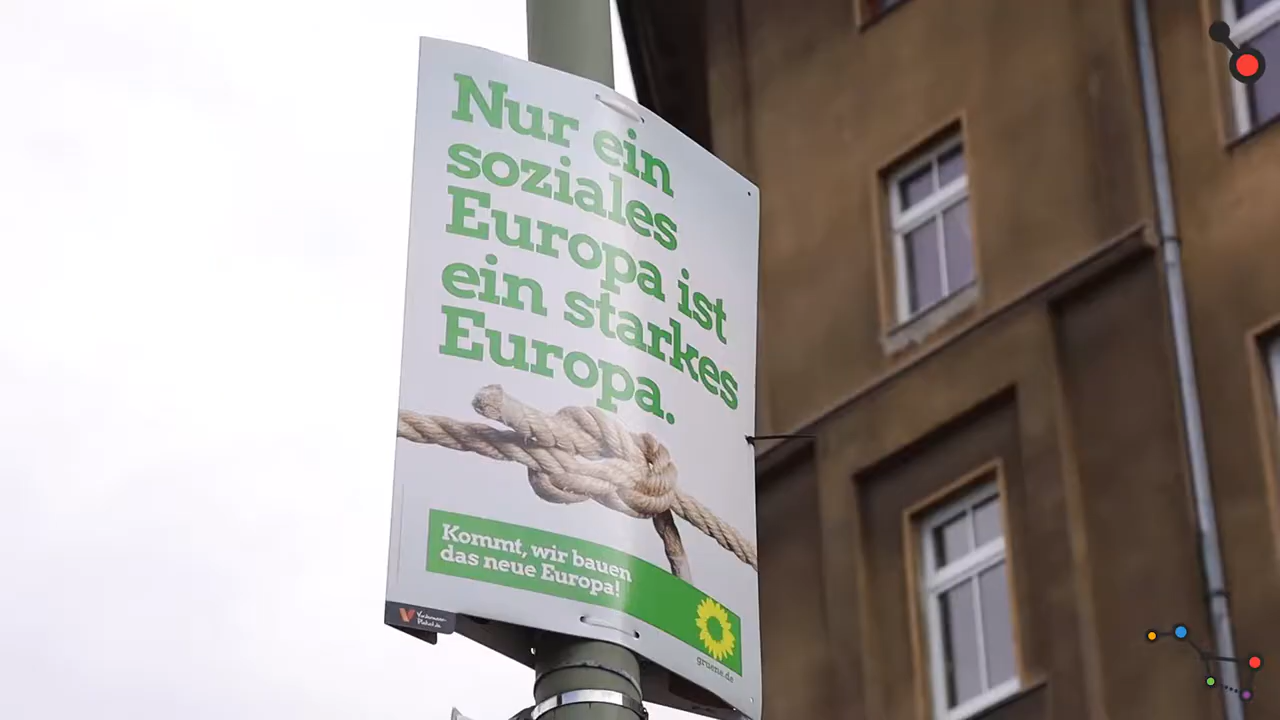 Nur ein
soziales
Europa ist
ein starkes
Europa.
Kommt, wir bauen
das neue Europa!
gruene.de